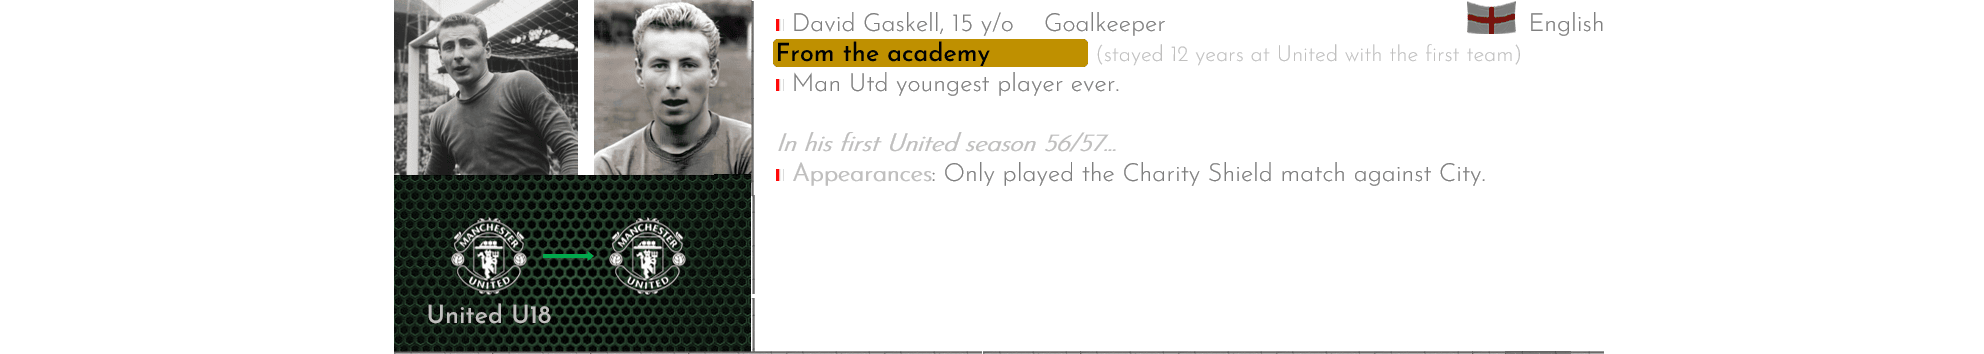 David Gaskell, 15 y/o Goalkeeper English
From the academy (stayed 12 years at United with the first team)
Man Utd youngest player ever.
In his first United season 56/57...
Appearances: Only played the Charity Shield match against City.
MANCHESTER UNITED MANCHESTER UNITED
United U18